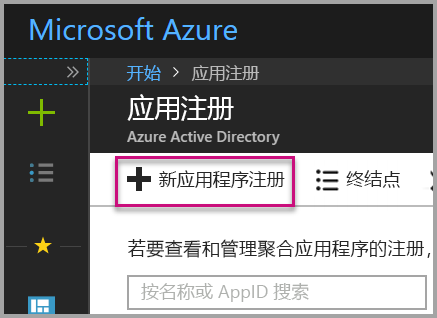 Microsoft Azure
开始 > 应用注册
应用注册
Azure Active Directory
新应用程序注册 终结点
若要查看和管理聚合应用程序的注册，
按名称或 AppID 搜索